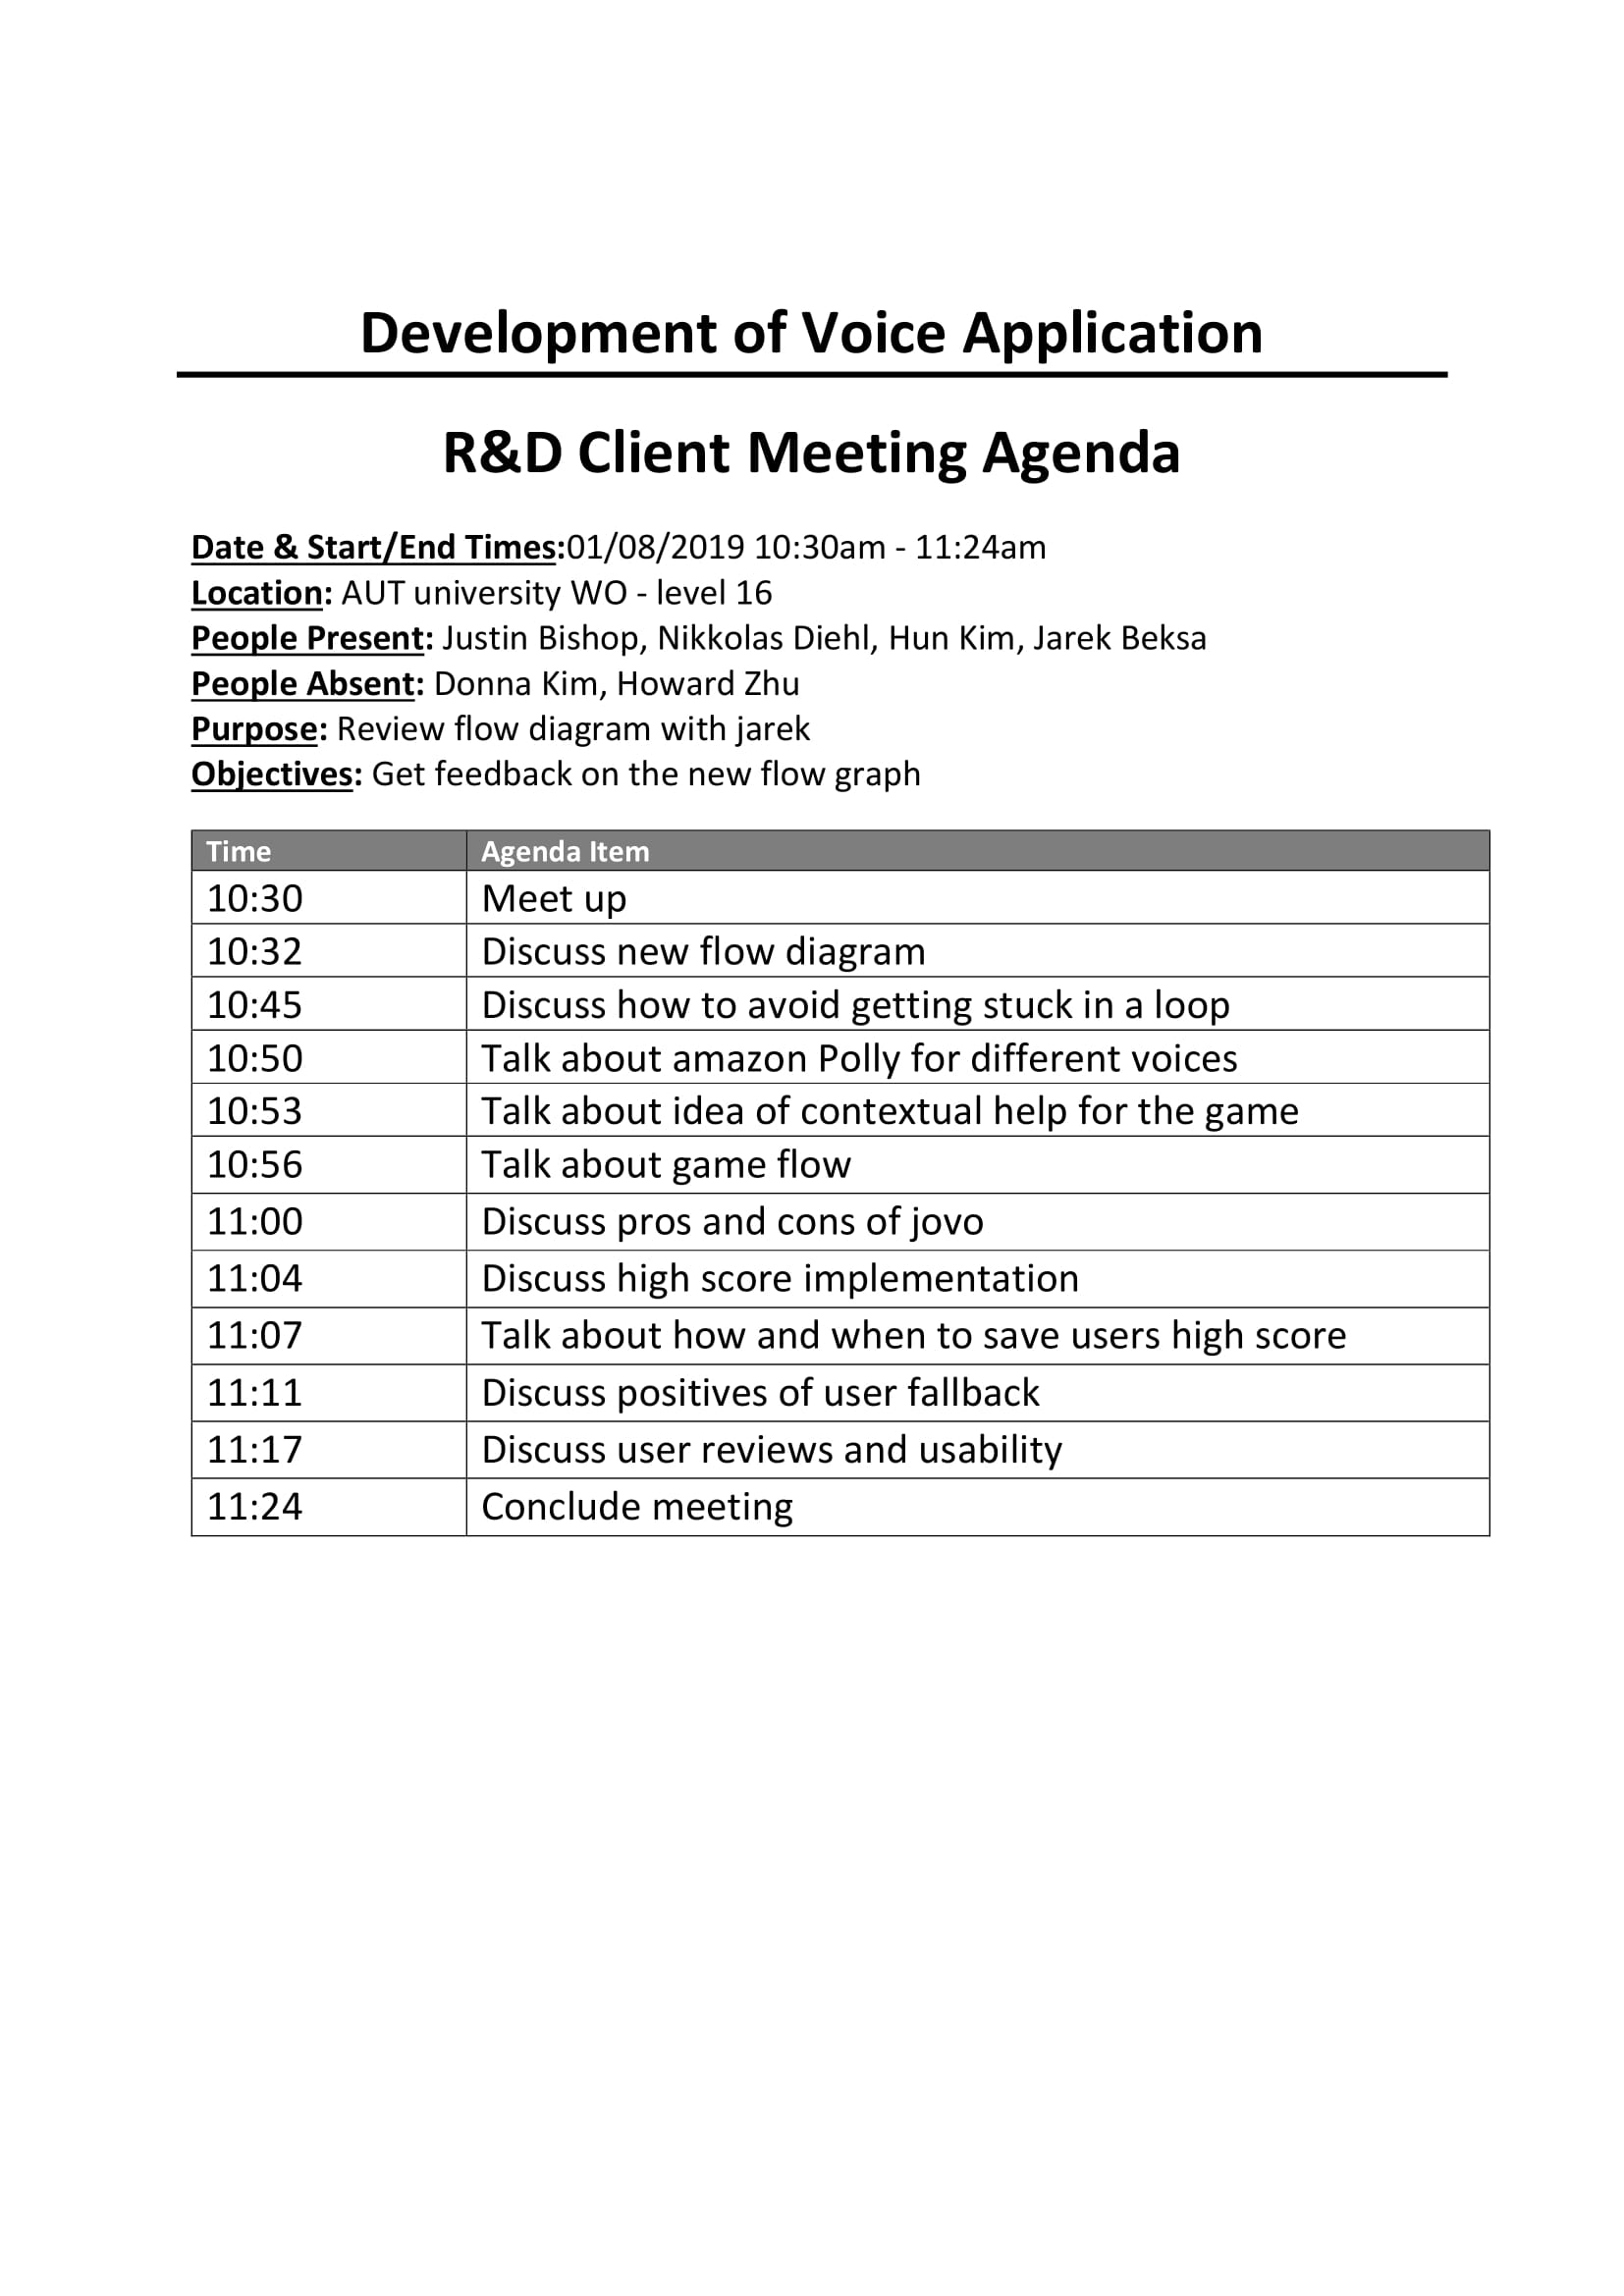 Development of Voice Application
R&D Client Meeting Agenda
Date & Start/End Times:01/08/2019 10:30am - 11:24am
Location: AUT university WO - level 16
People Present: Justin Bishop, Nikkolas Diehl, Hun Kim, Jarek Beksa
People Absent: Donna Kim, Howard Zhu
Purpose: Review flow diagram with jarek
Objectives: Get feedback on the new flow graph
Time Agenda Item
10:30 Meet up
10:32 Discuss new flow diagram
10:45 Discuss how to avoid getting stuck in a loop
10:50 Talk about amazon Polly for different voices
10:53 Talk about idea of contextual help for the game
10:56 Talk about game flow
11:00 Discuss pros and cons of jovo
11:04 Discuss high score implementation
11:07 Talk about how and when to save users high score
11:11 Discuss positives of user fallback
11:17 Discuss user reviews and usability
11:24 Conclude meeting